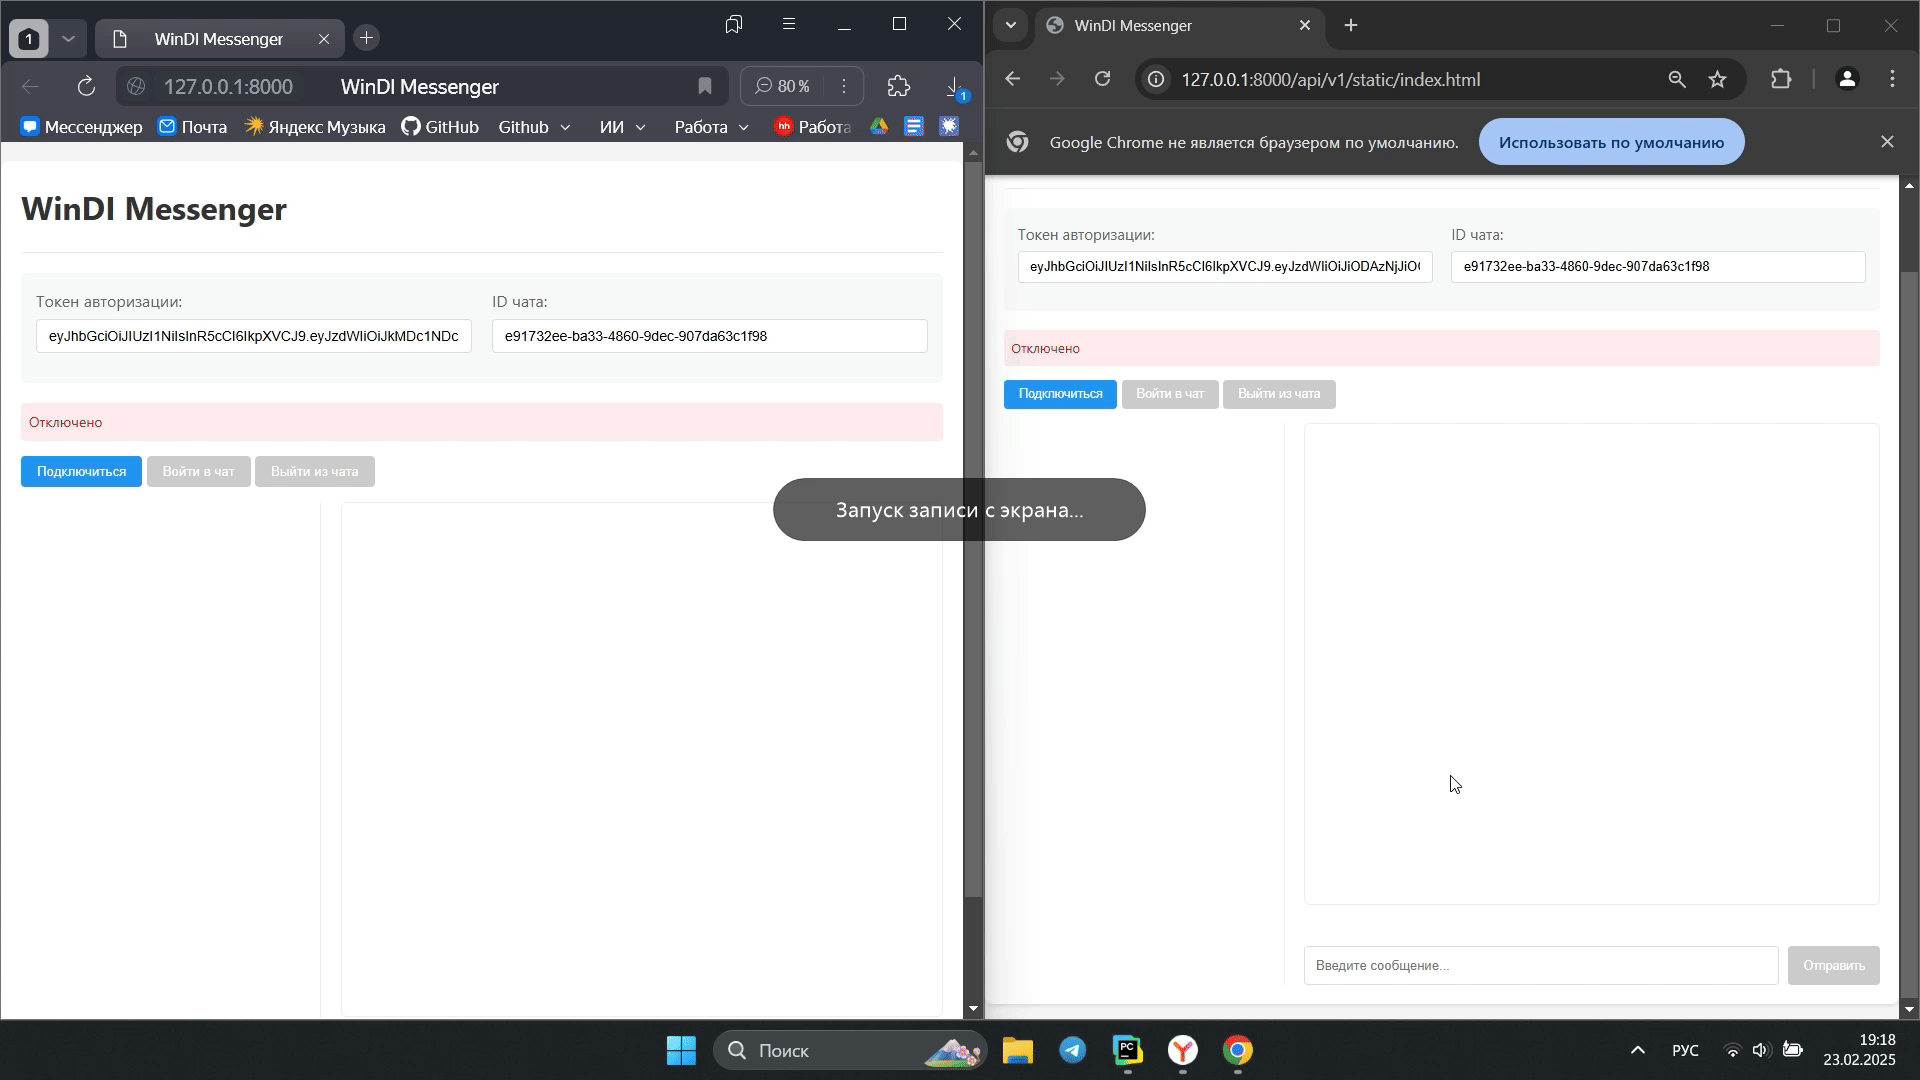 1
WinDI Messenger
127.0.0.1:8000
WinDI Messenger
80 %
1
Мессенджер
Почта
Яндекс Музыка
GitHub
Github
ИИ
Работа
hh
Работа
WinDI Messenger
Токен авторизации:
ID чата:
eyJhbGciOiJIUzI1NiIsInR5cCI6IkpXVCJ9.eyJzdWIiOiJkMDc1NDc
e91732ee-ba33-4860-9dec-907da63c1f98
Отключено
Подключиться
Войти в чат
Выйти из чата
Запуск записи с экрана...
WinDI Messenger
127.0.0.1:8000/api/v1/static/index.html
Google Chrome не является браузером по умолчанию.
Использовать по умолчанию
Токен авторизации:
ID чата:
eyJhbGciOiJIUzI1NiIsInR5cCI6IkpXVCJ9.eyJzdWIiOiJiODAzNjJiO
e91732ee-ba33-4860-9dec-907da63c1f98
Отключено
Подключиться
Войти в чат
Выйти из чата
Введите сообщение...
Отправить
Поиск
PC
РУС
19:18
23.02.2025